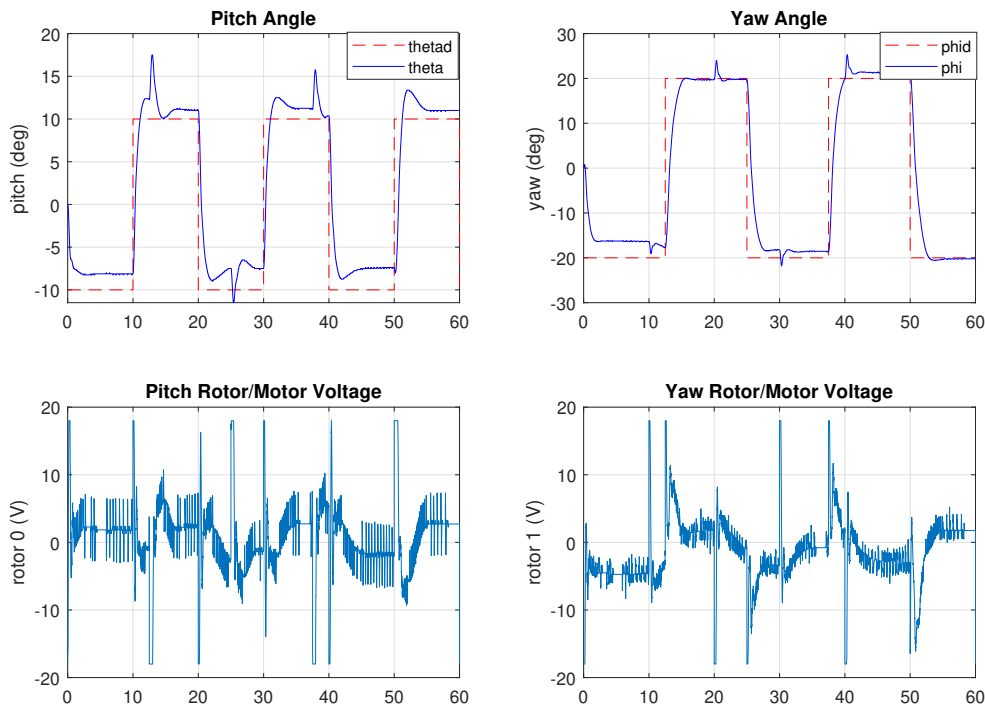 Pitch Angle
20
15
10
5
0
-5
-10
pitch (deg)
thetad
theta
0 10 20 30 40 50 60
Yaw Angle
30
20
10
0
-10
-20
-30
yaw (deg)
phid
phi
0 10 20 30 40 50 60
Pitch Rotor/Motor Voltage
20
10
0
-10
-20
rotor 0 (V)
0 10 20 30 40 50 60
Yaw Rotor/Motor Voltage
20
10
0
-10
-20
rotor 1 (V)
0 10 20 30 40 50 60